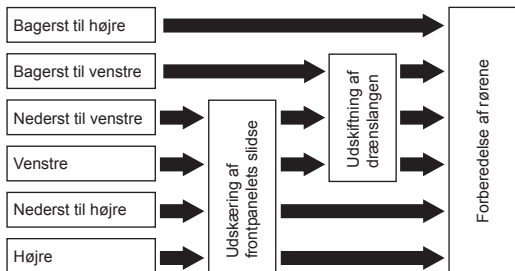 Bagerst til højre
Bagerst til venstre
Nederst til venstre
Venstre
Nederst til højre
Højre
Udskæring af
frontpanelets slidse
Udskiftning af
drænslangen
Forberedelse af rørene